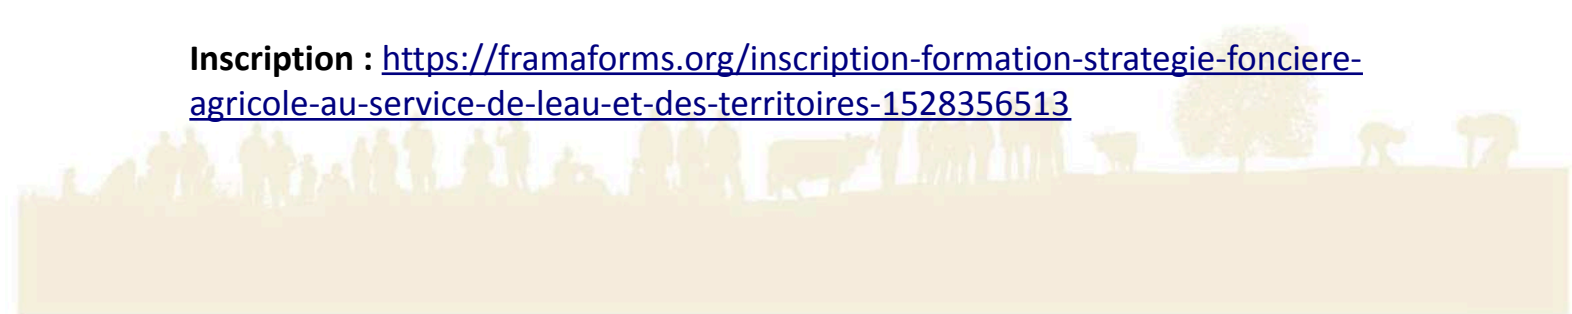 Inscription : https://framaforms.org/inscription-formation-strategie-fonciere-
agricole-au-service-de-leau-et-des-territoires-1528356513